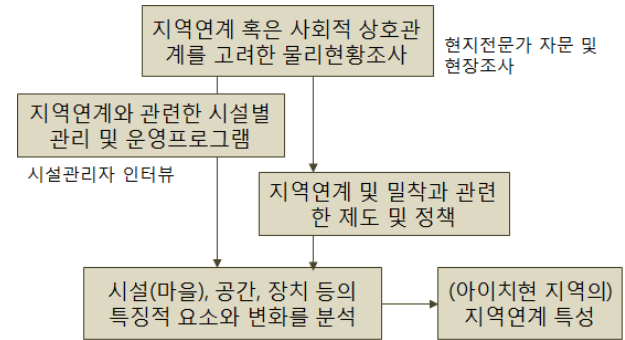 지역연계 혹은 사회적 상호관
계를 고려한 물리현황조사
현지전문가 자문 및
현장조사
지역연계와 관련한 시설별
관리 및 운영프로그램
시설관리자 인터뷰
지역연계 및 밀착과 관련
한 제도 및 정책
시설(마을), 공간, 장치 등의
특징적 요소와 변화를 분석
(아이치현 지역의)
지역연계 특성